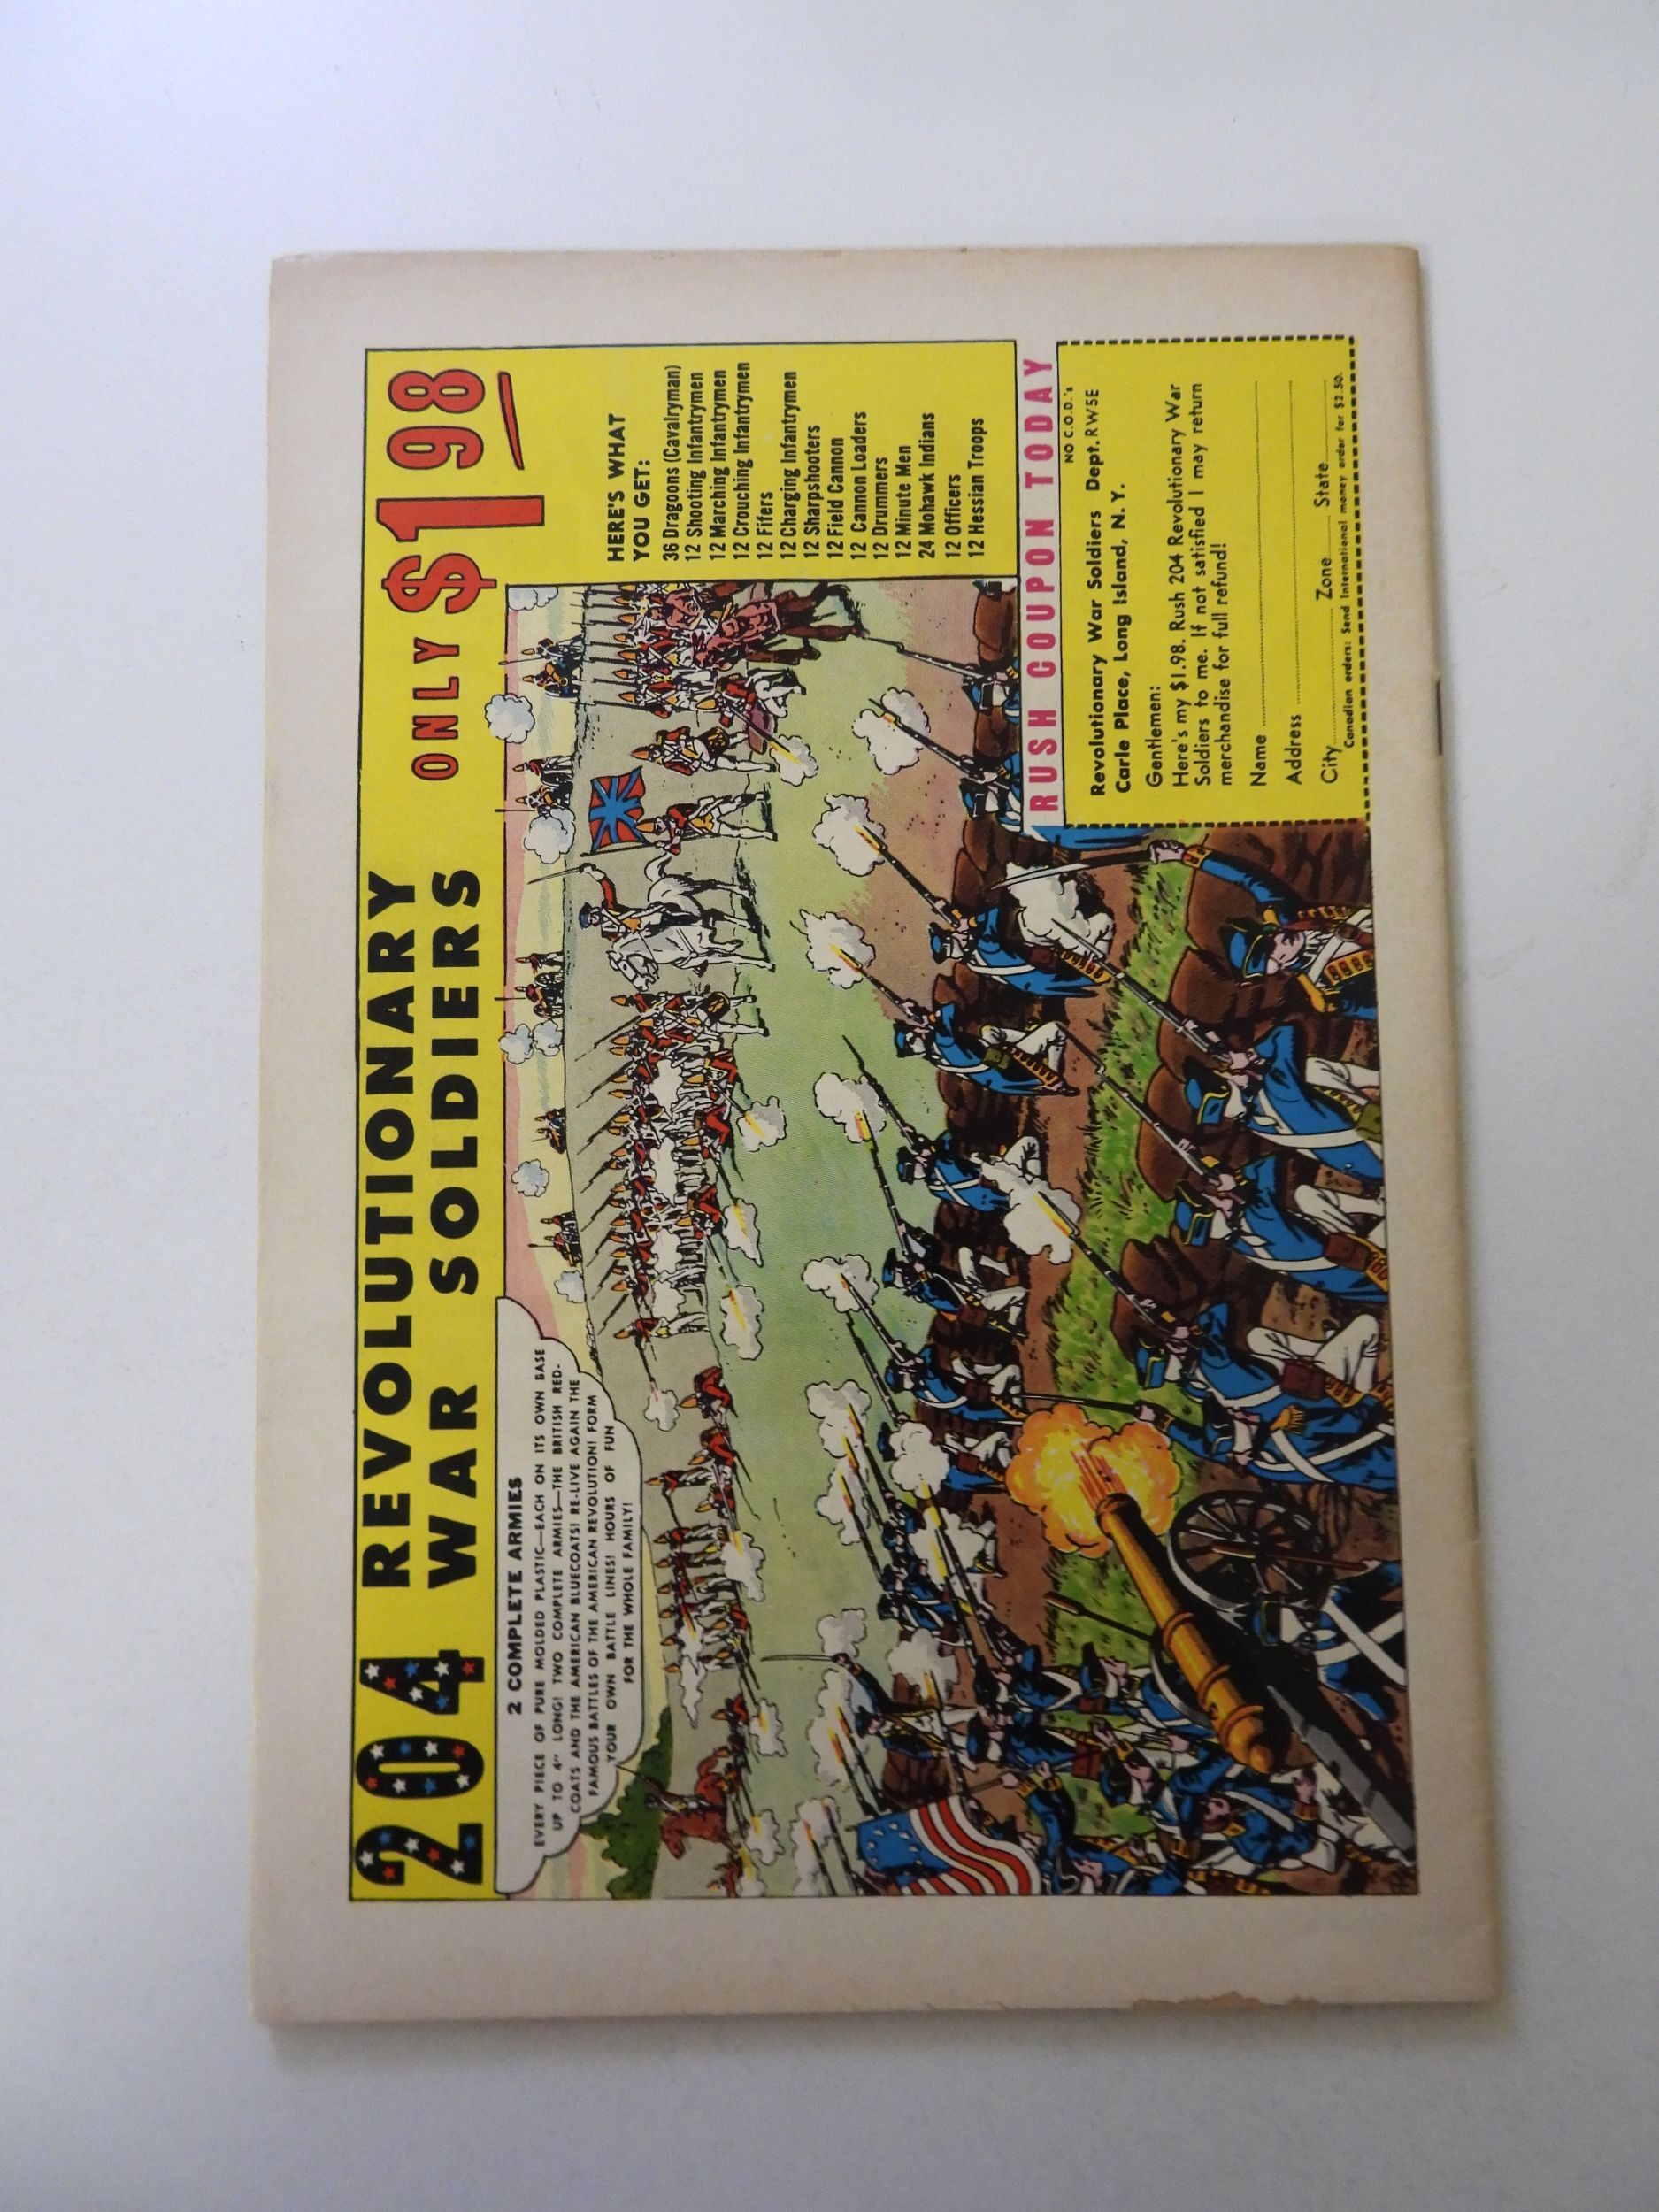 204 REVOLUTIONARY
WAR SOLDIERS
ONLY $1 98
2 COMPLETE ARMIES
EVERY PIECE OF PURE MOLDED PLASTIC—EACH ON ITS OWN BASE
UP TO 4" LONG! TWO COMPLETE ARMIES—THE BRITISH RED-
COATS AND THE AMERICAN BLUECOATS! RE-LIVE AGAIN THE
FAMOUS BATTLES OF THE AMERICAN REVOLUTION! FORM
YOUR OWN BATTLE LINES! HOURS OF FUN
FOR THE WHOLE FAMILY!
HERE'S WHAT
YOU GET:
36 Dragoons (Cavalryman)
12 Shooting Infantrymen
12 Marching Infantrymen
12 Crouching Infantrymen
12 Fifers
12 Charging Infantrymen
12 Sharpshooters
12 Field Cannon
12 Cannon Loaders
12 Drummers
12 Minute Men
24 Mohawk Indians
12 Officers
12 Hessian Troops
RUSH COUPON TODAY
NO C.O.D.'s
Revolutionary War Soldiers Dept. RW5E
Carle Place, Long Island, N. Y.
Gentlemen:
Here's my $1.98. Rush 204 Revolutionary War
Soldiers to me. If not satisfied I may return
merchandise for full refund!
Name
Address
City Zone State
Canadian orders: Send International money order for $2.50.